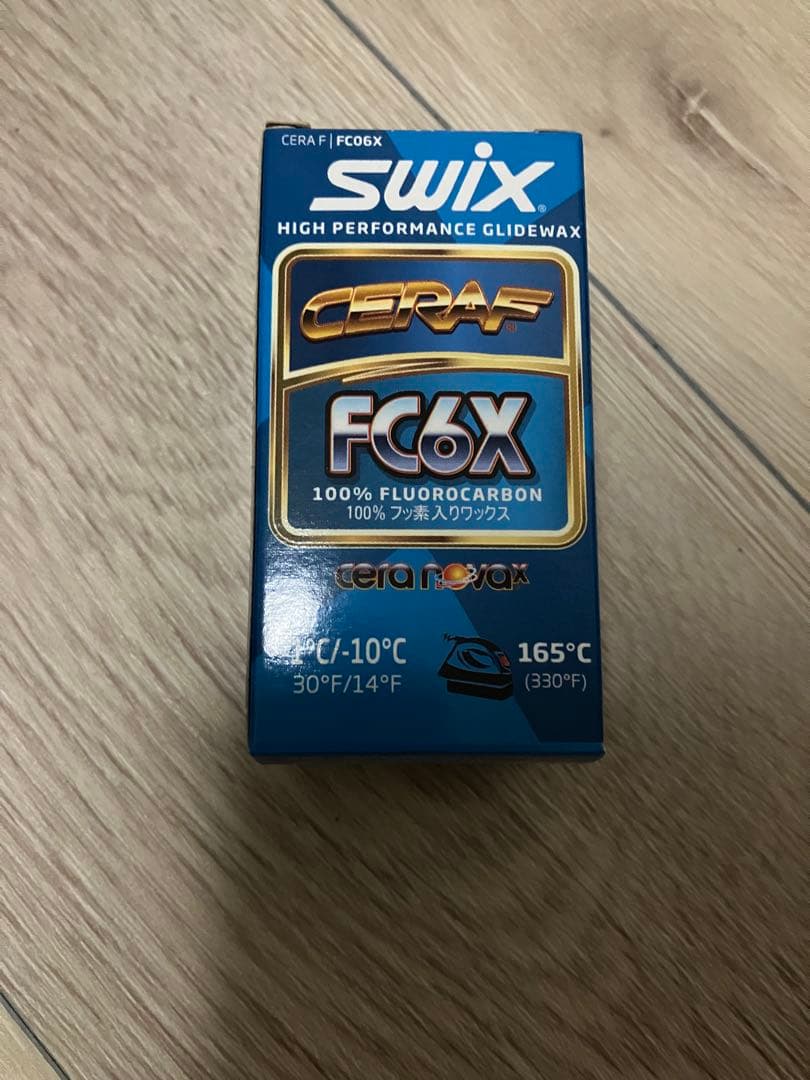 CERA F | FC06X
SWiX®
HIGH PERFORMANCE GLIDEWAX
CERAF®
FC6X
100% FLUOROCARBON
100% フッ素入りワックス
cera novax
1°C/-10°C
30°F/14°F
165°C
(330°F)